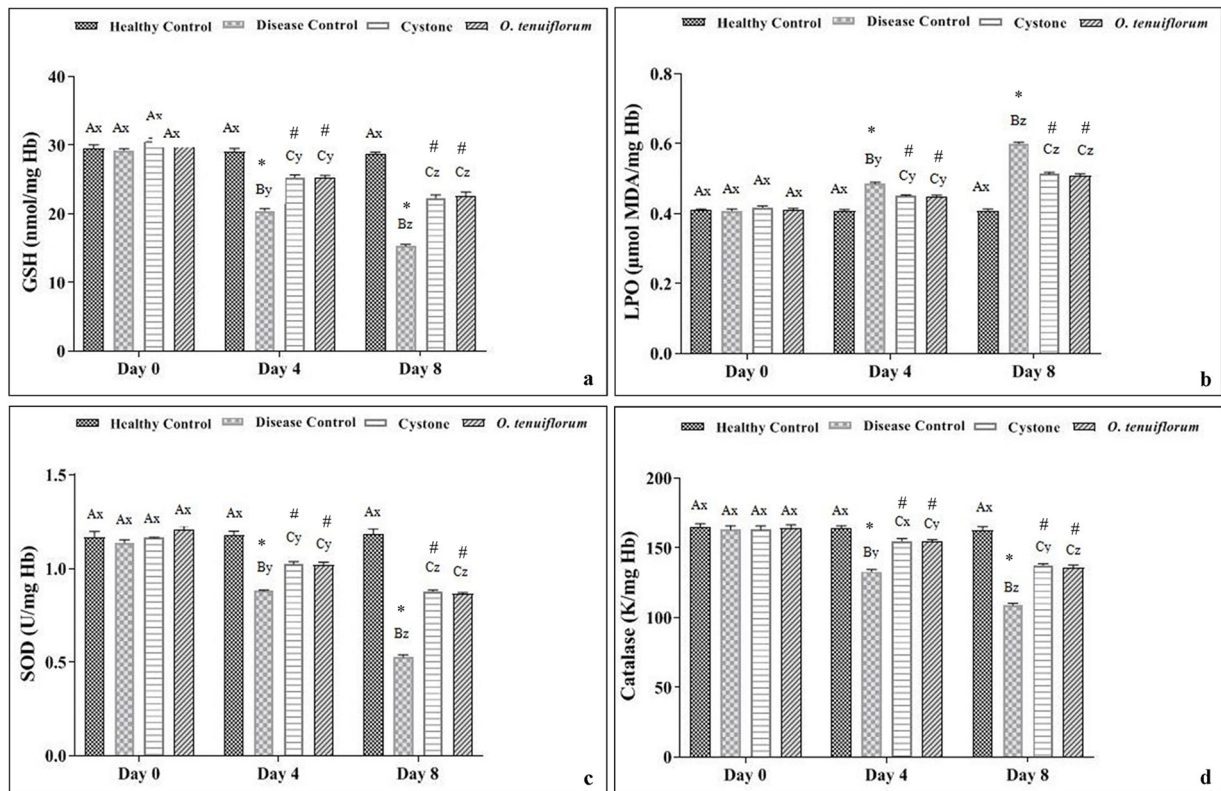 Healthy Control Disease Control Cystone O. tenuiflorum
GSH (nmol/mg Hb)
40
30
20
10
0
Ax Ax Ax Ax
Ax * By # Cy # Cy
Ax * Bz # Cz # Cz
Day 0 Day 4 Day 8
a
Healthy Control Disease Control Cystone O. tenuiflorum
LPO (µmol MDA/mg Hb)
0.8
0.6
0.4
0.2
0.0
Ax Ax Ax Ax
Ax * By # Cy # Cy
Ax * Bz # Cz # Cz
Day 0 Day 4 Day 8
b
Healthy Control Disease Control Cystone O. tenuiflorum
SOD (U/mg Hb)
1.5
1.0
0.5
0.0
Ax Ax Ax Ax
Ax * By # Cy # Cy
Ax * Bz # Cz # Cz
Day 0 Day 4 Day 8
c
Healthy Control Disease Control Cystone O. tenuiflorum
Catalase (K/mg Hb)
200
150
100
50
0
Ax Ax Ax Ax
Ax * By # Cx # Cy
Ax * Bz # Cy # Cz
Day 0 Day 4 Day 8
d